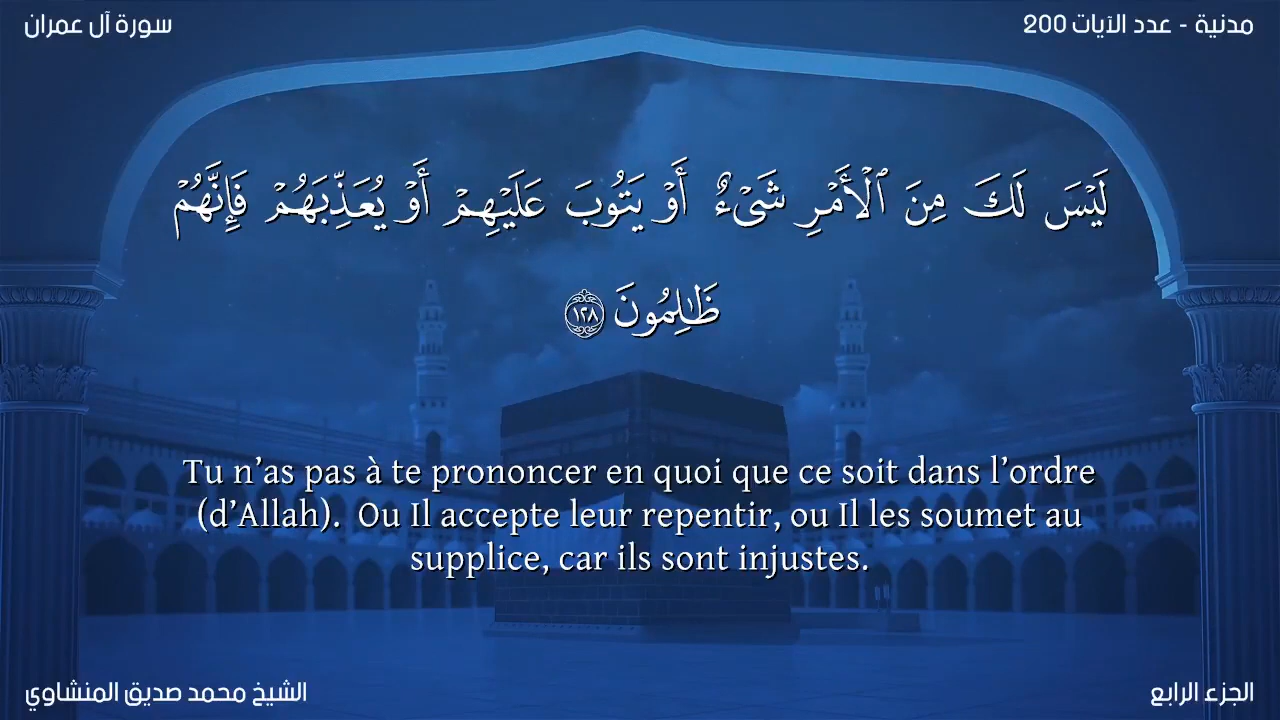 سورة آل عمران
مدنية - عدد الآيات 200
لَيْسَ لَكَ مِنَ ٱلْأَمْرِ شَىْءٌ أَوْ يَتُوبَ عَلَيْهِمْ أَوْ يُعَذِّبَهُمْ فَإِنَّهُمْ
ظَٰلِمُونَ ١٢٨
Tu n’as pas à te prononcer en quoi que ce soit dans l’ordre
(d’Allah).  Ou Il accepte leur repentir, ou Il les soumet au
supplice, car ils sont injustes.
الشيخ محمد صديق المنشاوي
الجزء الرابع